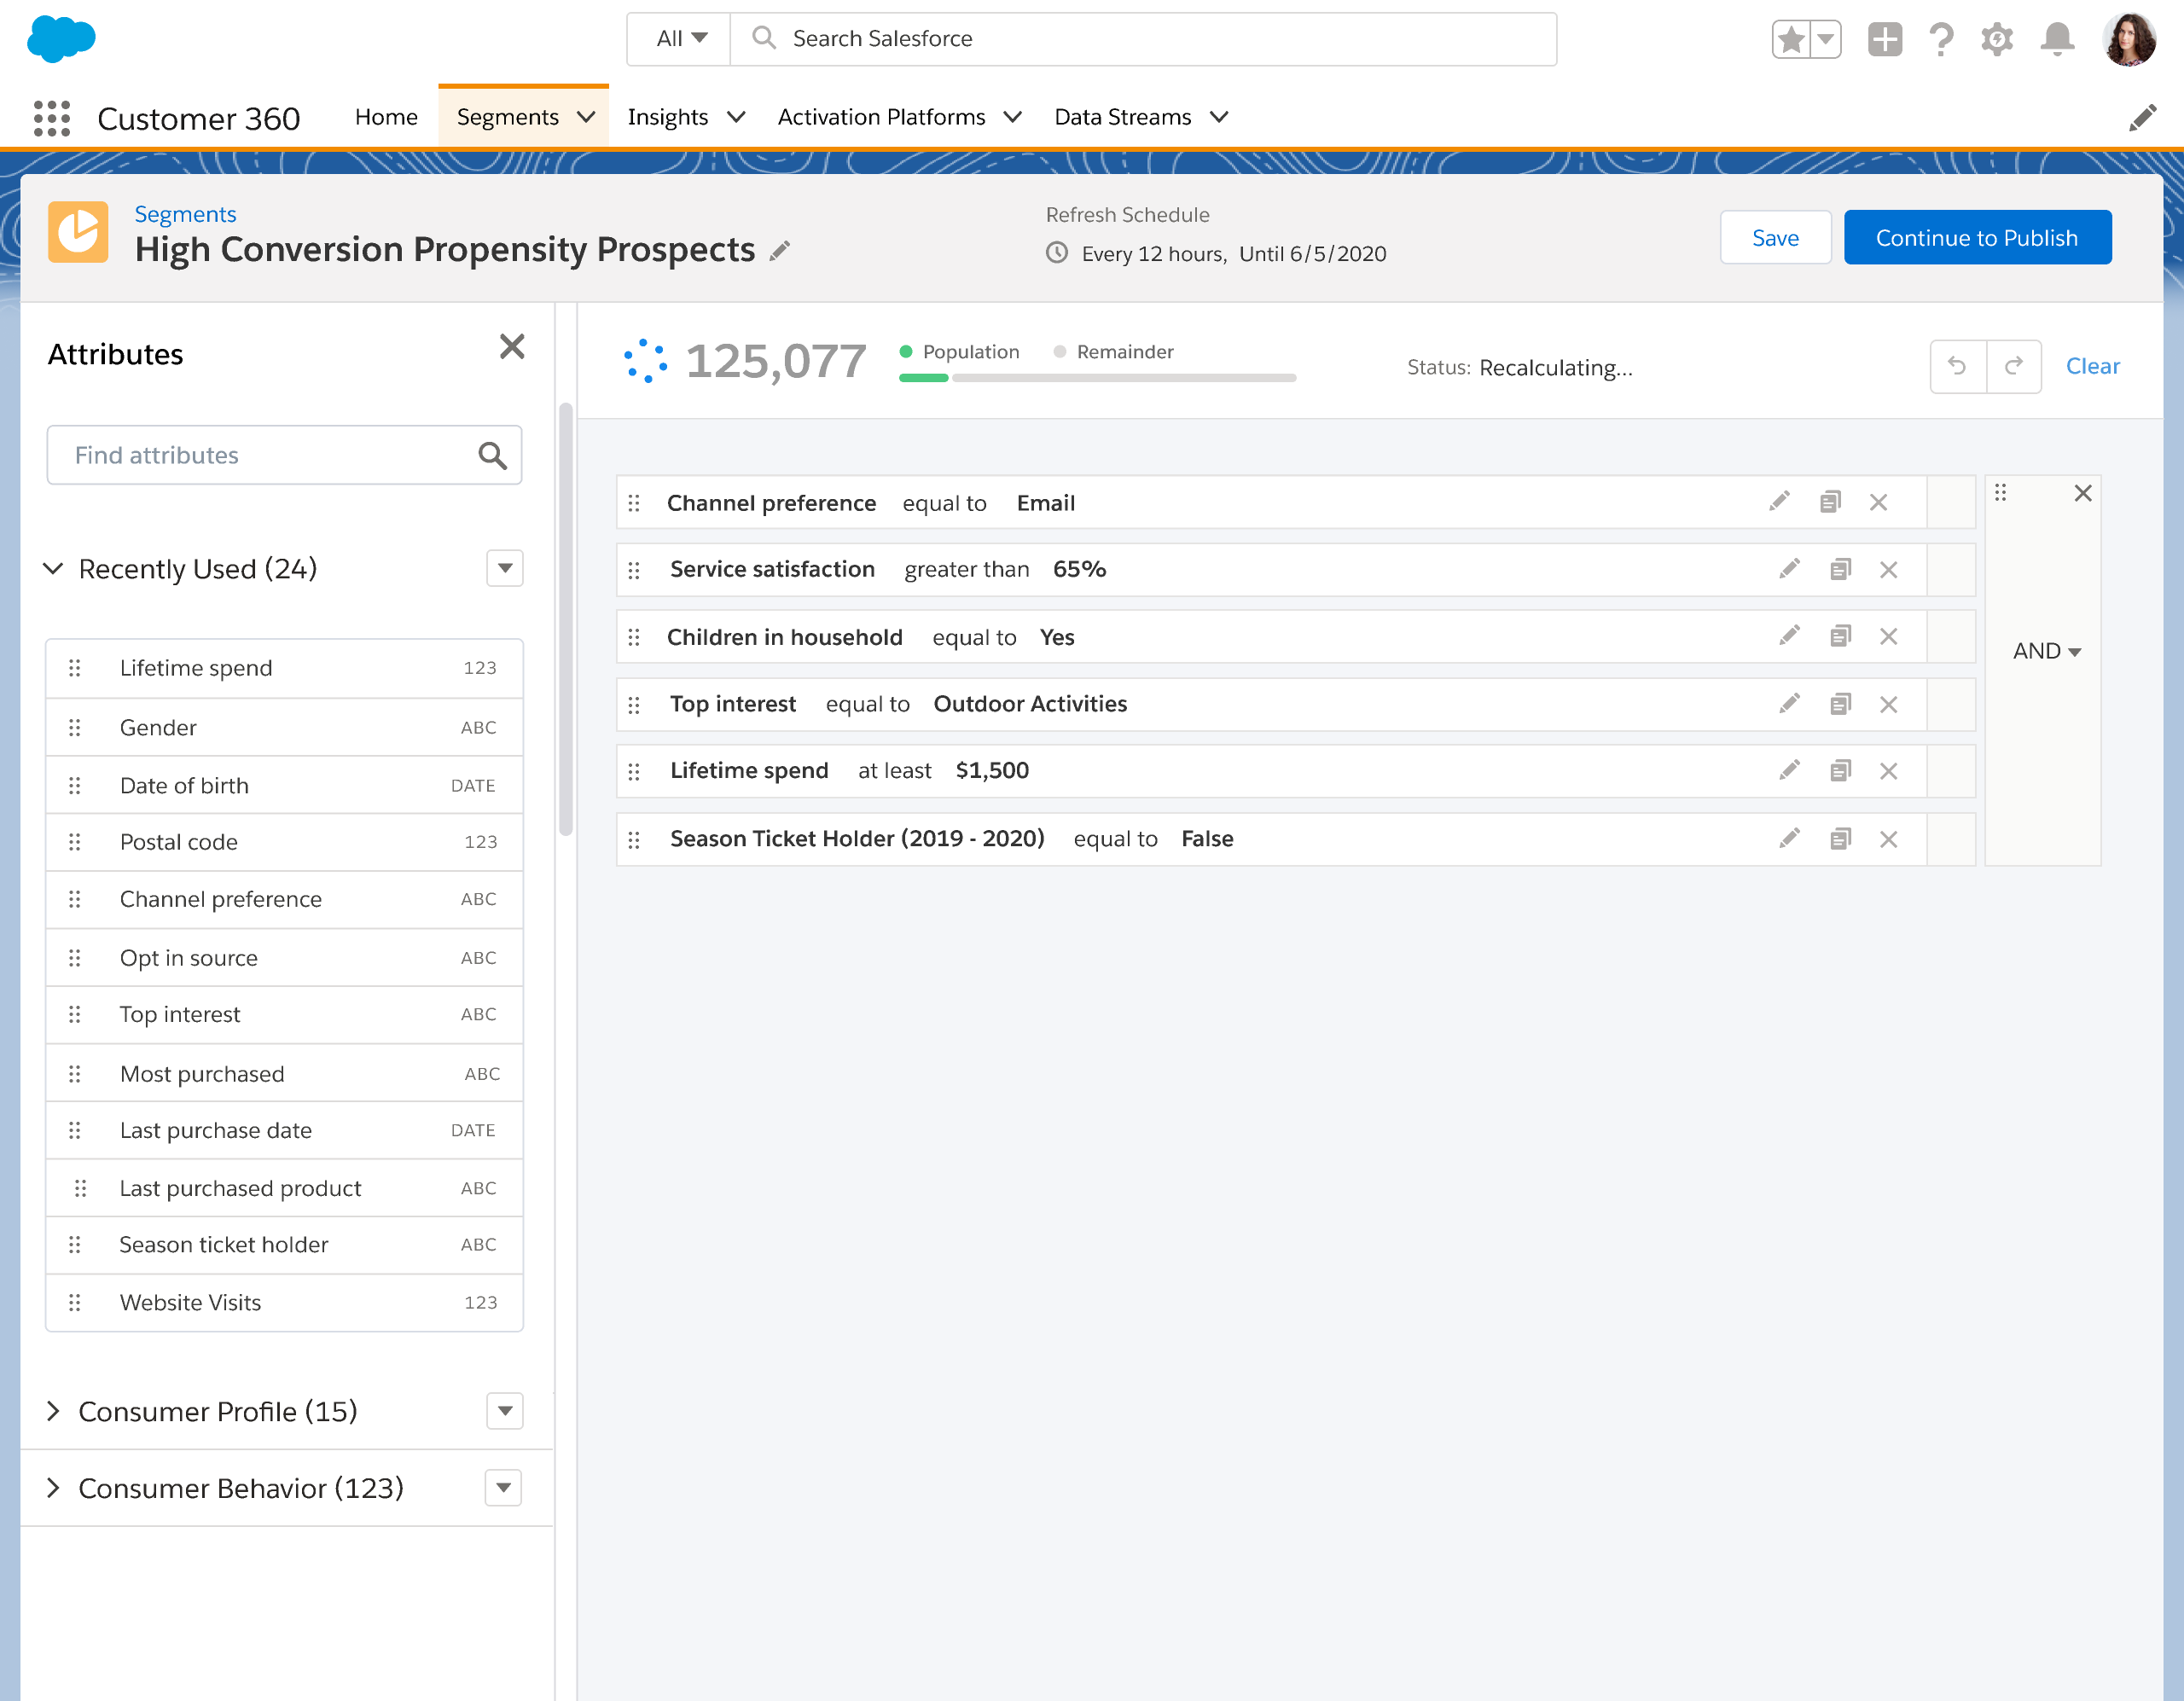 All
Search Salesforce
Customer 360
Home
Segments
Insights
Activation Platforms
Data Streams
Segments
High Conversion Propensity Prospects
Refresh Schedule
Every 12 hours, Until 6/5/2020
Save
Continue to Publish
Attributes
Find attributes
Recently Used (24)
Lifetime spend 123
Gender ABC
Date of birth DATE
Postal code 123
Channel preference ABC
Opt in source ABC
Top interest ABC
Most purchased ABC
Last purchase date DATE
Last purchased product ABC
Season ticket holder ABC
Website Visits 123
Consumer Profile (15)
Consumer Behavior (123)
125,077
Population
Remainder
Status: Recalculating...
Clear
Channel preference equal to Email
Service satisfaction greater than 65%
Children in household equal to Yes
Top interest equal to Outdoor Activities
Lifetime spend at least $1,500
Season Ticket Holder (2019 - 2020) equal to False
AND